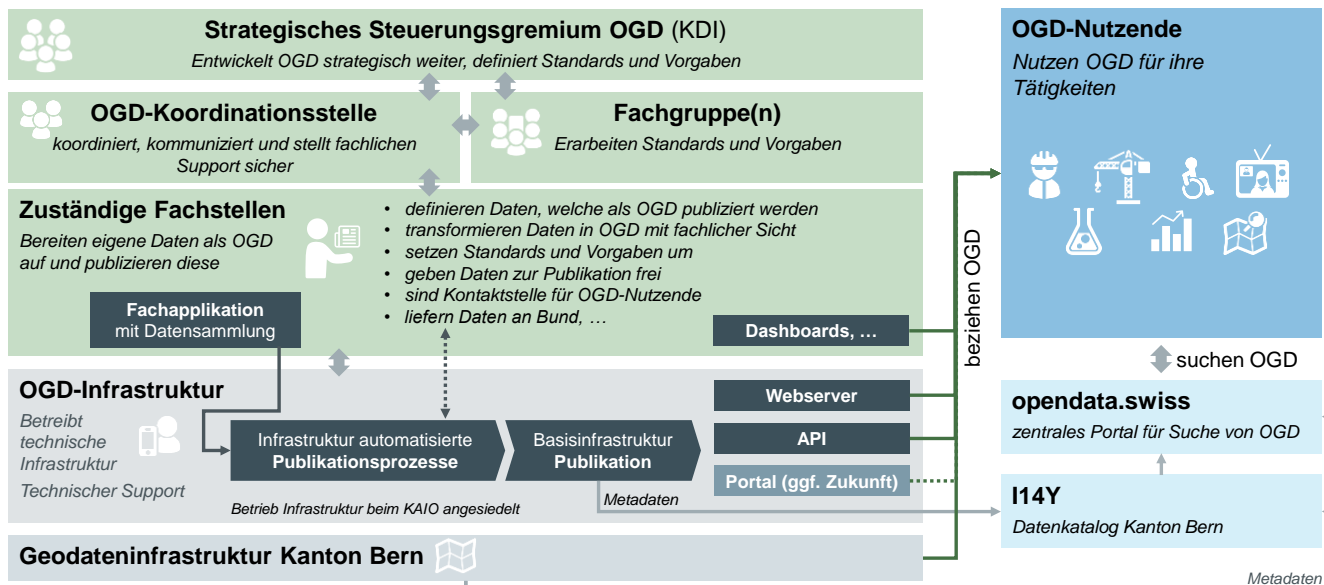 Strategisches Steuerungsgremium OGD (KDI)
Entwickelt OGD strategisch weiter, definiert Standards und Vorgaben
OGD-Koordinationsstelle
koordiniert, kommuniziert und stellt fachlichen
Support sicher
Fachgruppe(n)
Erarbeiten Standards und Vorgaben
Zuständige Fachstellen
Bereiten eigene Daten als OGD
auf und publizieren diese
• definieren Daten, welche als OGD publiziert werden
• transformieren Daten in OGD mit fachlicher Sicht
• setzen Standards und Vorgaben um
• geben Daten zur Publikation frei
• sind Kontaktstelle für OGD-Nutzende
• liefern Daten an Bund, …
Fachapplikation
mit Datensammlung
Dashboards, …
OGD-Infrastruktur
Betreibt
technische
Infrastruktur
Technischer Support
Infrastruktur automatisierte
Publikationsprozesse
Basisinfrastruktur
Publikation
Webserver
API
Portal (ggf. Zukunft)
Betrieb Infrastruktur beim KAIO angesiedelt
Metadaten
Geodateninfrastruktur Kanton Bern
beziehen OGD
OGD-Nutzende
Nutzen OGD für ihre
Tätigkeiten
suchen OGD
opendata.swiss
zentrales Portal für Suche von OGD
I14Y
Datenkatalog Kanton Bern
Metadaten